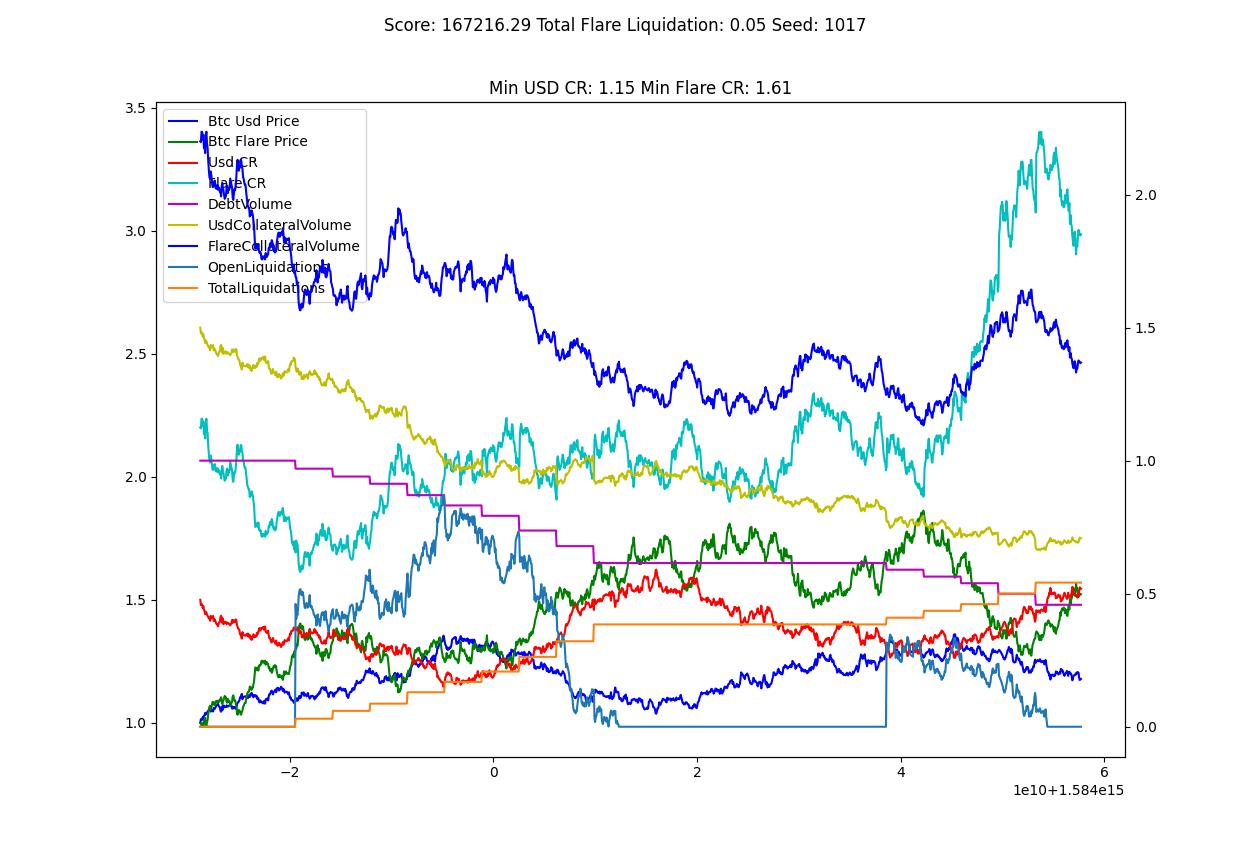 Score: 167216.29 Total Flare Liquidation: 0.05 Seed: 1017
Min USD CR: 1.15 Min Flare CR: 1.61
3.5
3.0
2.5
2.0
1.5
1.0
Btc Usd Price
Btc Flare Price
Usd CR
Flare CR
DebtVolume
UsdCollateralVolume
FlareCollateralVolume
OpenLiquidations
TotalLiquidations
2.0
1.5
1.0
0.5
0.0
−2 0 2 4 6
1e10+1.584e15